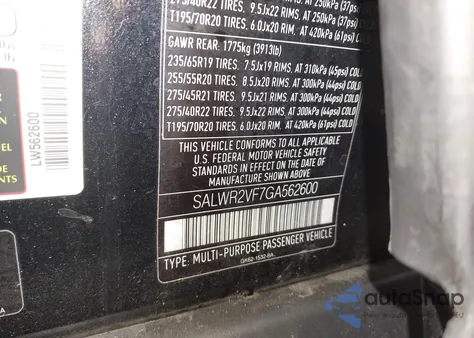 275/40R22 TIRES. 9.5Jx22 RIMS. AT 250kPa (37psi)
T195/70R20 TIRES. 6.0Jx20 RIM. AT 420kPa (61psi) COLD
GAWR REAR: 1775kg (3913lb)
235/65R19 TIRES. 7.5Jx19 RIMS, AT 310kPa (45psi) COLD
255/55R20 TIRES. 8.5Jx20 RIMS. AT 300kPa (44psi) COLD
275/45R21 TIRES. 9.5Jx21 RIMS. AT 300kPa (44psi) COLD
275/40R22 TIRES. 9.5Jx22 RIMS. AT 300kPa (44psi) COLD
T195/70R20 TIRES. 6.0Jx20 RIM. AT 420kPa (61psi) COLD
THIS VEHICLE CONFORMS TO ALL APPLICABLE
U.S. FEDERAL MOTOR VEHICLE SAFETY
STANDARDS IN EFFECT ON THE DATE OF
MANUFACTURE SHOWN ABOVE
SALWR2VF7GA562600
TYPE: MULTI-PURPOSE PASSENGER VEHICLE
GK62-1532-BA
LW562600
autoSnap